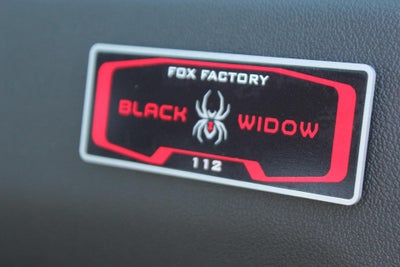 FOX FACTORY
BLACK WIDOW
112